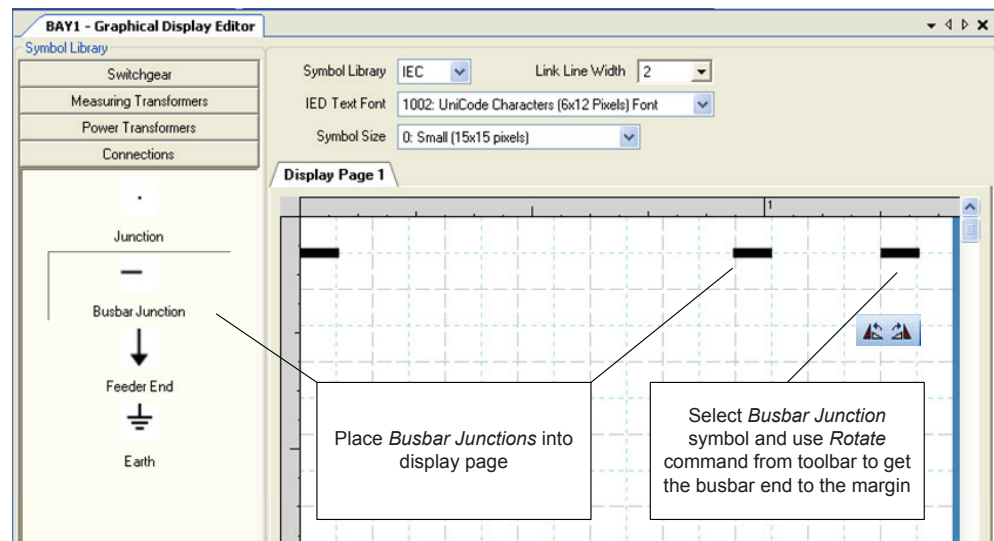 BAY1 - Graphical Display Editor
Symbol Library
Switchgear
Measuring Transformers
Power Transformers
Connections
Junction
Busbar Junction
Feeder End
Earth
Symbol Library IEC Link Line Width 2
IED Text Font 1002: UniCode Characters (6x12 Pixels) Font
Symbol Size 0: Small (15x15 pixels)
Display Page 1
1
Place Busbar Junctions into
display page
Select Busbar Junction
symbol and use Rotate
command from toolbar to get
the busbar end to the margin